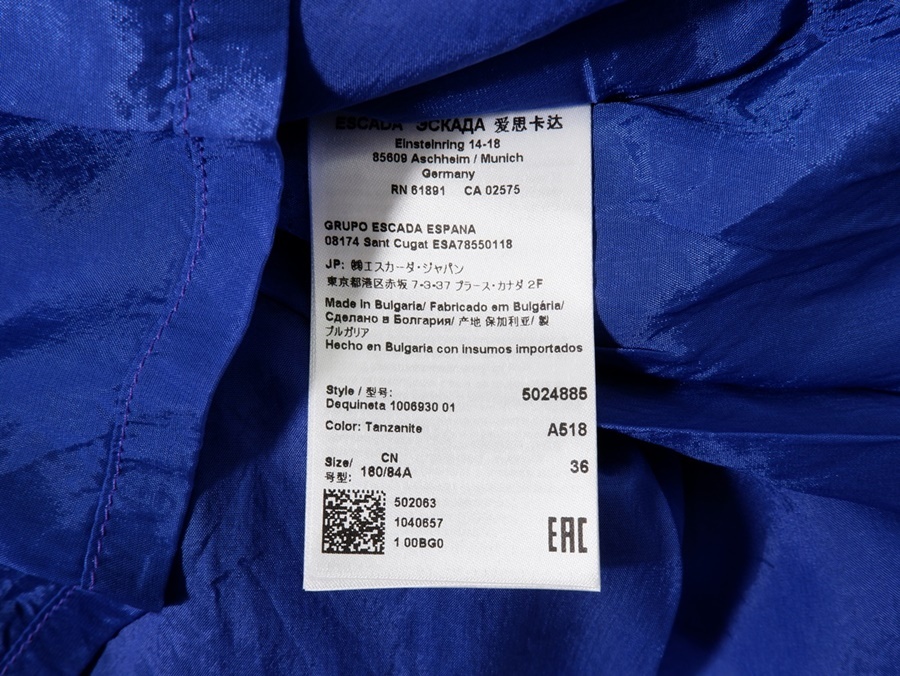 ESCADA ЭСКАДА 爱思卡达
Einsteinring 14-18
85609 Aschheim / Munich
Germany
RN 61891 CA 02575
GRUPO ESCADA ESPANA
08174 Sant Cugat ESA78550118
JP: ㈱エスカーダ・ジャパン
東京都港区赤坂 7-3-37 プラース・カナダ 2F
Made in Bulgaria/ Fabricado em Bulgária/
Сделано в Болгария/ 产地 保加利亚/ 製
ブルガリア
Hecho en Bulgaria con insumos importados
Style / 型号: 5024885
Dequineta 1006930 01
Color: Tanzanite A518
Size/ CN 36
号型: 160/84A
502063
1040657
1 00BG0
EAC